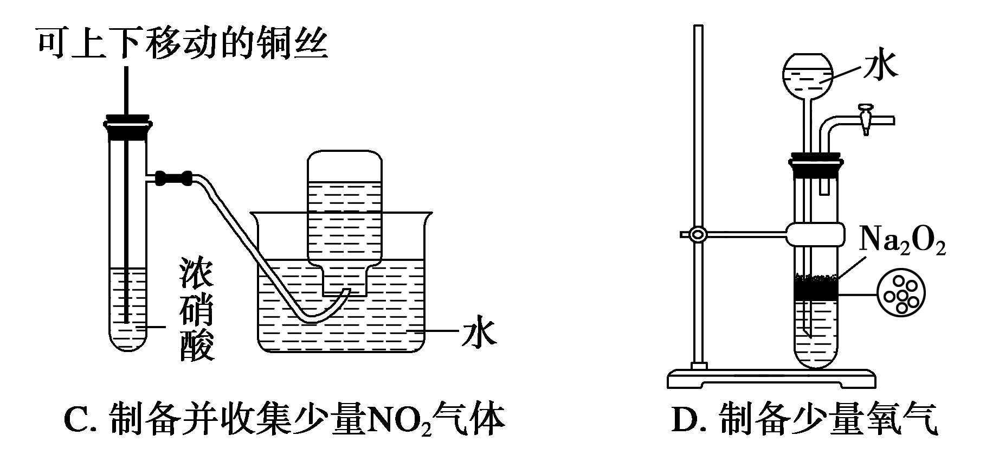 可上下移动的铜丝
浓硝酸
水
C. 制备并收集少量NO₂气体
水
Na₂O₂
D. 制备少量氧气